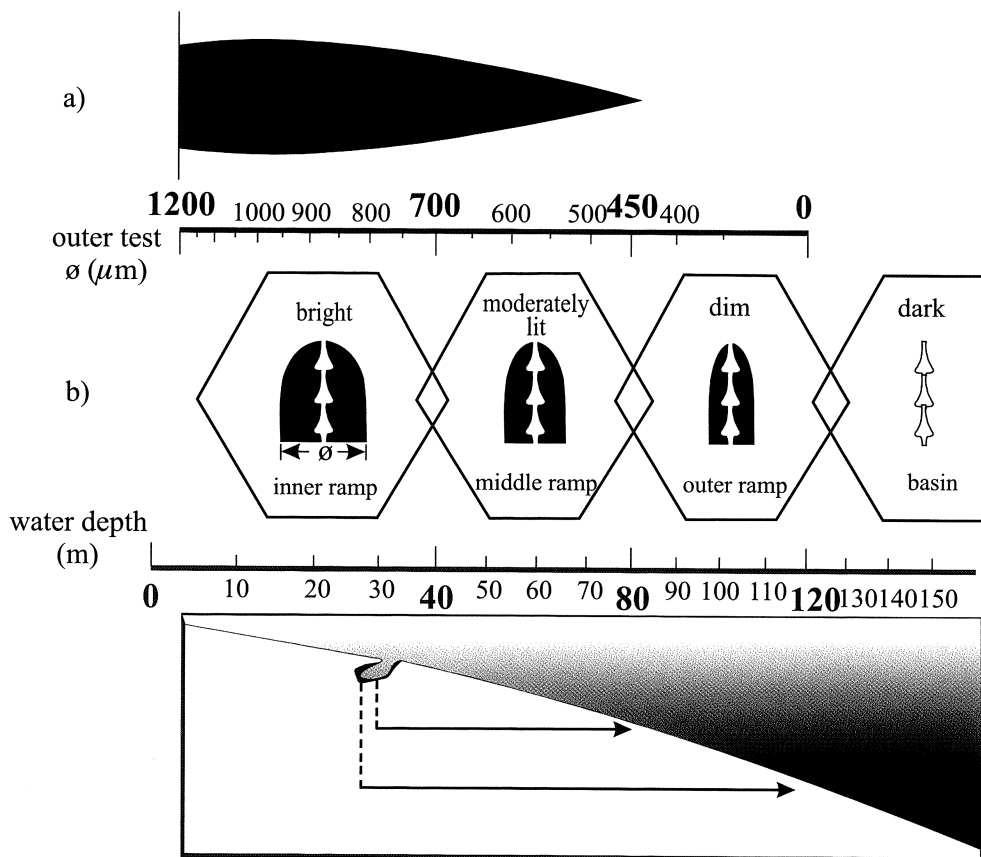 a)
1200 1000 900 800 700 600 500 450 400 0
outer test
ø (µm)
bright
moderately
lit
dim
dark
b)
ø
inner ramp
middle ramp
outer ramp
basin
water depth
(m)
0 10 20 30 40 50 60 70 80 90 100 110 120 130 140 150